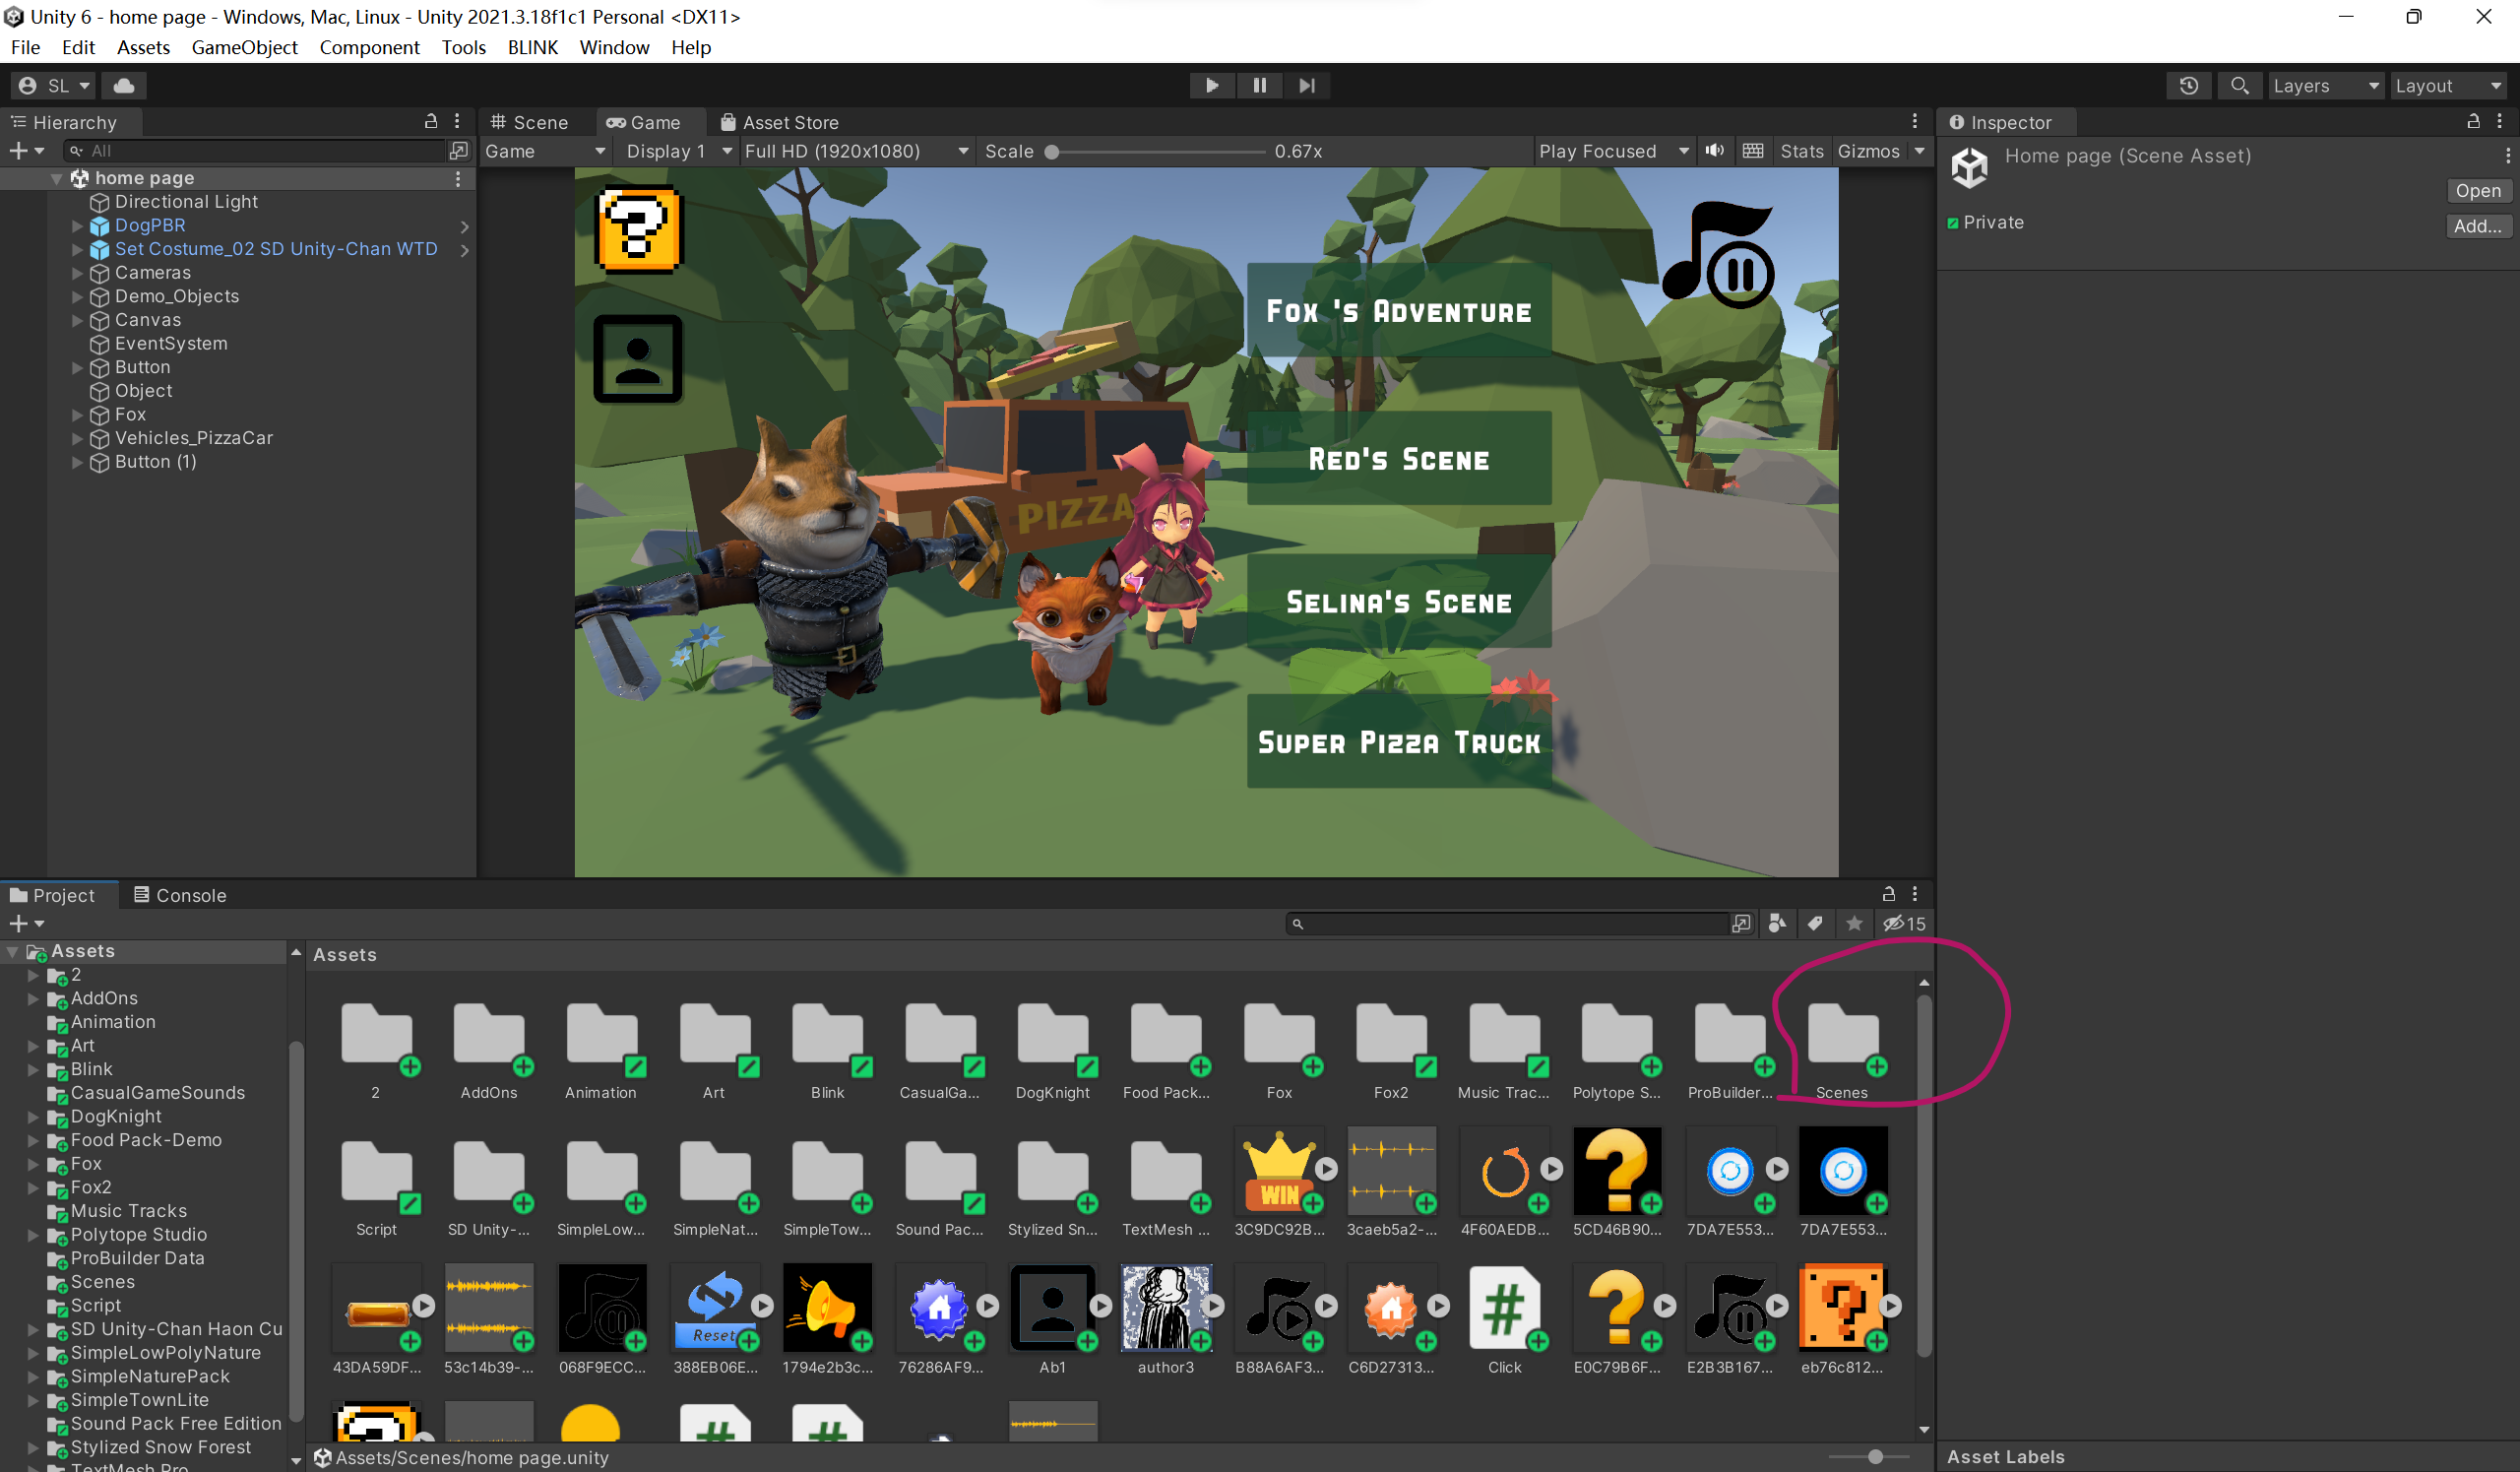 Unity 6 - home page - Windows, Mac, Linux - Unity 2021.3.18f1c1 Personal <DX11>
File Edit Assets GameObject Component Tools BLINK Window Help
SL Layers Layout
Hierarchy
All
home page
Directional Light
DogPBR
Set Costume_02 SD Unity-Chan WTD
Cameras
Demo_Objects
Canvas
EventSystem
Button
Object
Fox
Vehicles_PizzaCar
Button (1)
Scene Game Asset Store
Game Display 1 Full HD (1920x1080) Scale 0.67x Play Focused Stats Gizmos
Fox 's Adventure
Red's Scene
Selina's Scene
Super Pizza Truck
PIZZA
Inspector
Home page (Scene Asset)
Open
Private
Add...
Project Console
15
Assets
2
AddOns
Animation
Art
Blink
CasualGameSounds
DogKnight
Food Pack-Demo
Fox
Fox2
Music Tracks
Polytope Studio
ProBuilder Data
Scenes
Script
SD Unity-Chan Haon Cu
SimpleLowPolyNature
SimpleNaturePack
SimpleTownLite
Sound Pack Free Edition
Stylized Snow Forest
TextMesh Pro
Assets
2 AddOns Animation Art Blink CasualGa... DogKnight Food Pack... Fox Fox2 Music Trac... Polytope S... ProBuilder... Scenes
WIN
Script SD Unity-... SimpleLow... SimpleNat... SimpleTow... Sound Pac... Stylized Sn... TextMesh ... 3C9DC92B... 3caeb5a2-... 4F60AEDB... 5CD46B90... 7DA7E553... 7DA7E553...
Reset
43DA59DF... 53c14b39-... 068F9ECC... 388EB06E... 1794e2b3c... 76286AF9... Ab1 author3 B88A6AF3... C6D27313... Click E0C79B6F... E2B3B167... eb76c812...
Assets/Scenes/home page.unity
Asset Labels